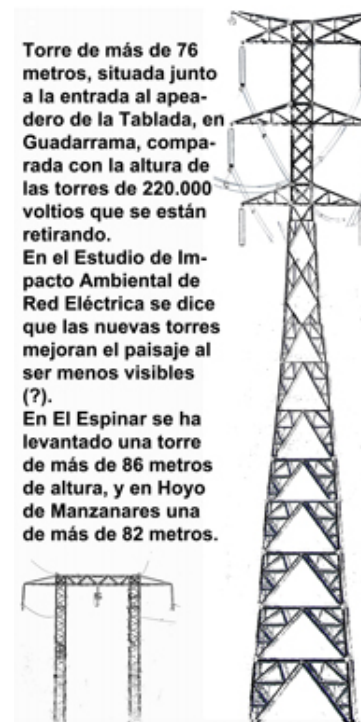 Torre de más de 76
metros, situada junto
a la entrada al apea-
dero de la Tablada, en
Guadarrama, compa-
rada con la altura de
las torres de 220.000
voltios que se están
retirando.
En el Estudio de Im-
pacto Ambiental de
Red Eléctrica se dice
que las nuevas torres
mejoran el paisaje al
ser menos visibles
(?).
En El Espinar se ha
levantado una torre
de más de 86 metros
de altura, y en Hoyo
de Manzanares una
de más de 82 metros.